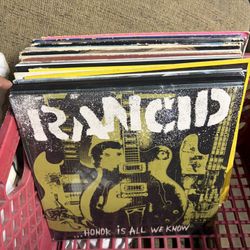 RANCID
...HONOR IS ALL WE KNOW